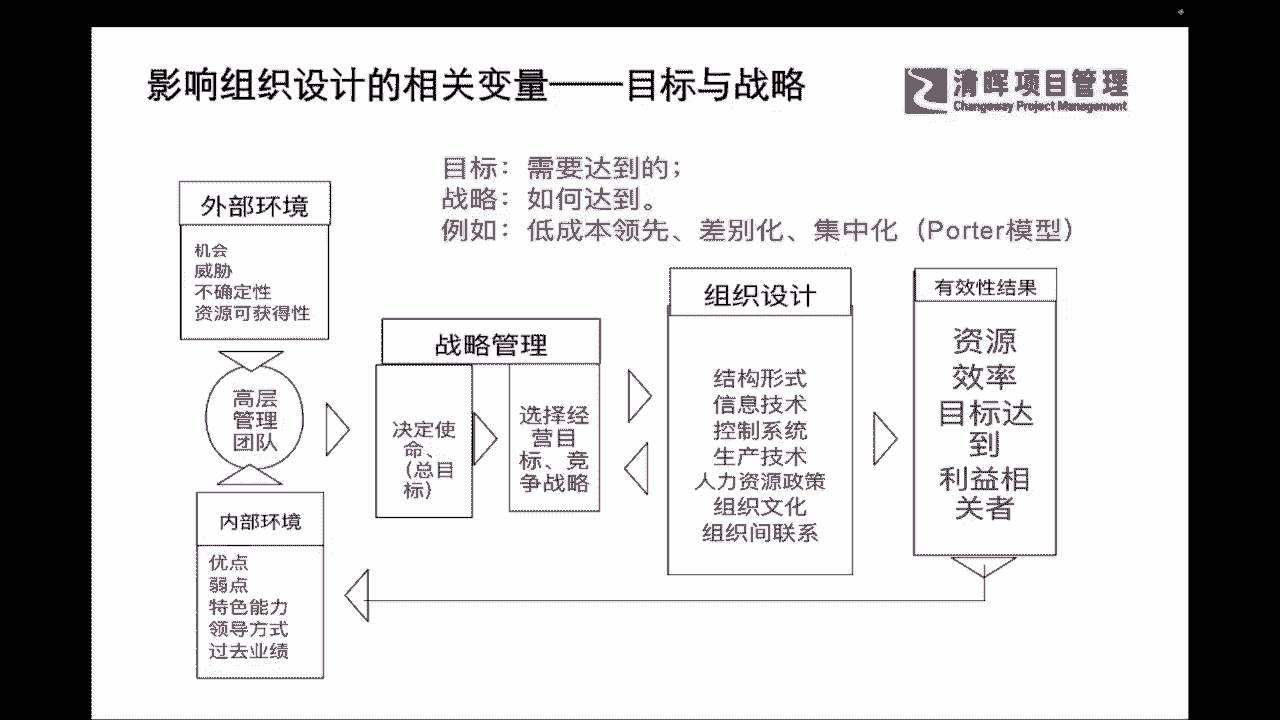 影响组织设计的相关变量——目标与战略
清晖项目管理
Changeway Project Management
目标：需要达到的；
战略：如何达到。
例如：低成本领先、差别化、集中化（Porter模型）
外部环境
机会
威胁
不确定性
资源可获得性
高层
管理
团队
内部环境
优点
弱点
特色能力
领导方式
过去业绩
战略管理
决定使
命、
（总目
标）
选择经
营目
标、竞
争战略
组织设计
结构形式
信息技术
控制系统
生产技术
人力资源政策
组织文化
组织间联系
有效性结果
资源
效率
目标达
到
利益相
关者